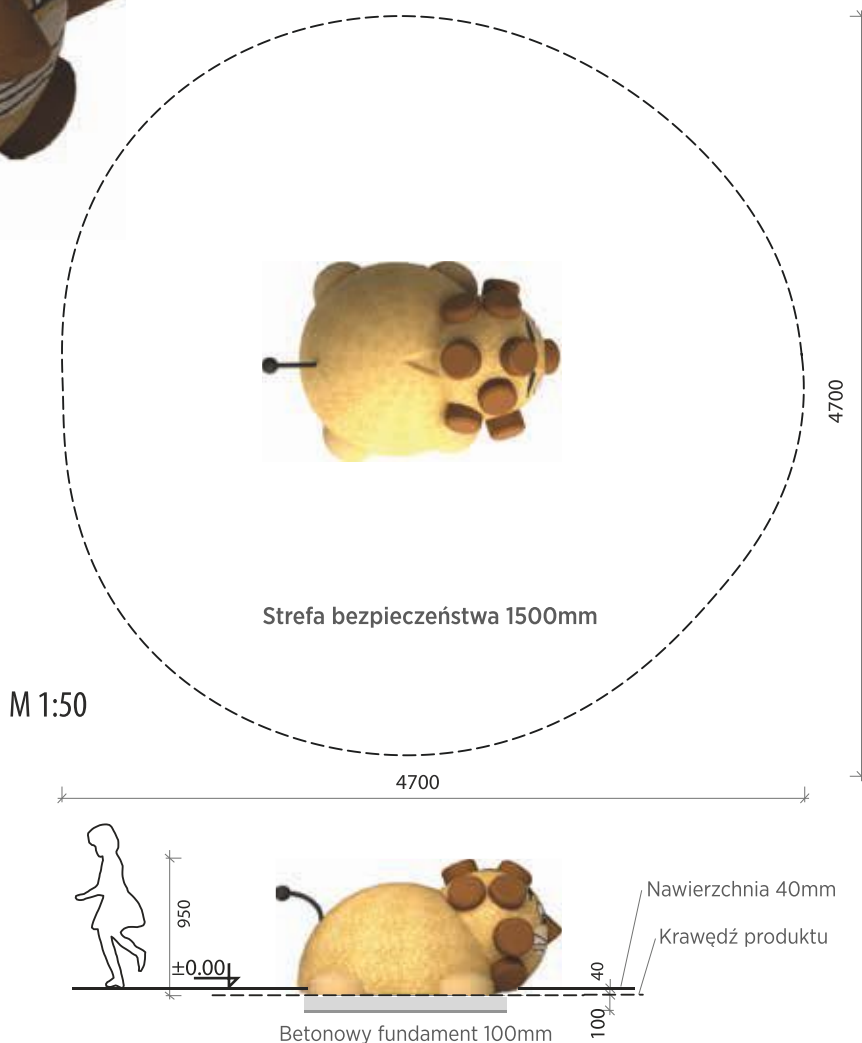 4700
Strefa bezpieczeństwa 1500mm
M 1:50
4700
950
±0.00
Nawierzchnia 40mm
Krawędź produktu
40
100
Betonowy fundament 100mm